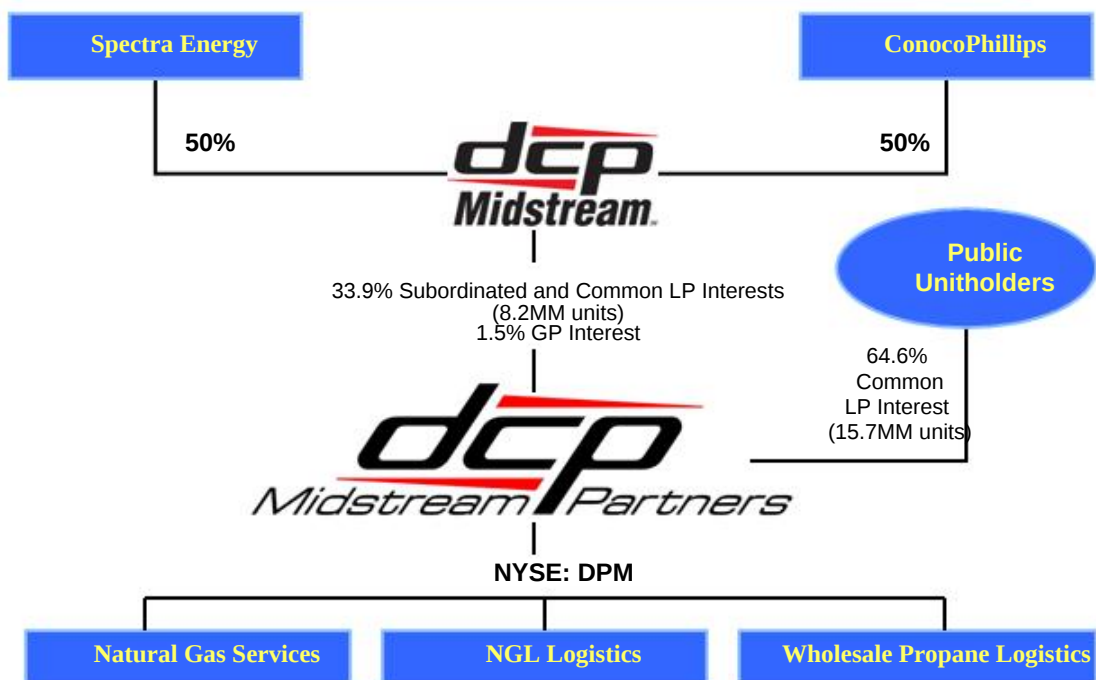 Spectra Energy
ConocoPhillips
50%
50%
dcp
Midstream
Public
Unitholders
33.9% Subordinated and Common LP Interests
(8.2MM units)
1.5% GP Interest
64.6%
Common
LP Interest
(15.7MM units)
dcp
Midstream Partners
NYSE: DPM
Natural Gas Services
NGL Logistics
Wholesale Propane Logistics